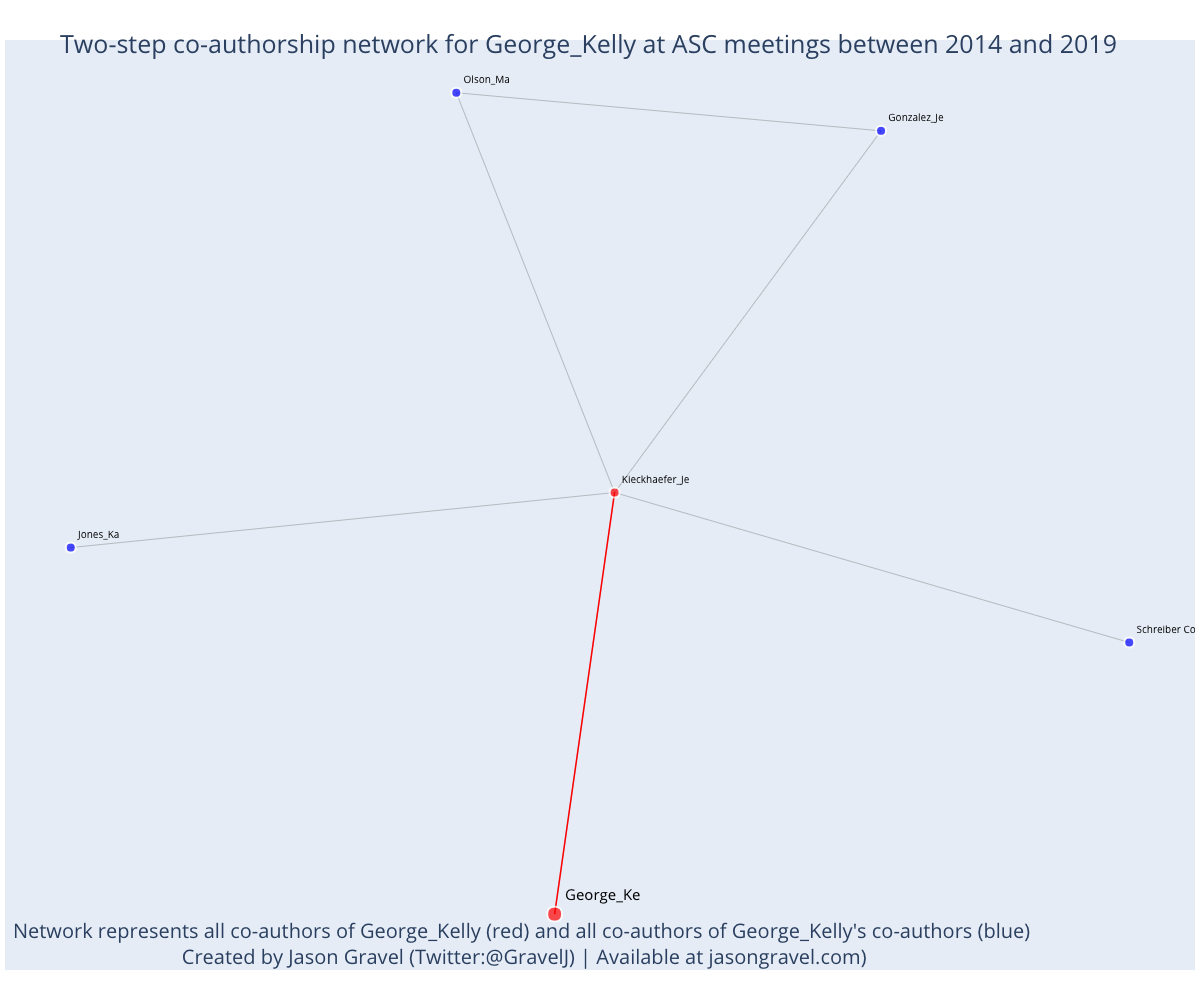 Two-step co-authorship network for George_Kelly at ASC meetings between 2014 and 2019
Olson_Ma
Gonzalez_Je
Kieckhaefer_Je
Jones_Ka
Schreiber Co
George_Ke
Network represents all co-authors of George_Kelly (red) and all co-authors of George_Kelly's co-authors (blue)
Created by Jason Gravel (Twitter:@GravelJ) | Available at jasongravel.com)